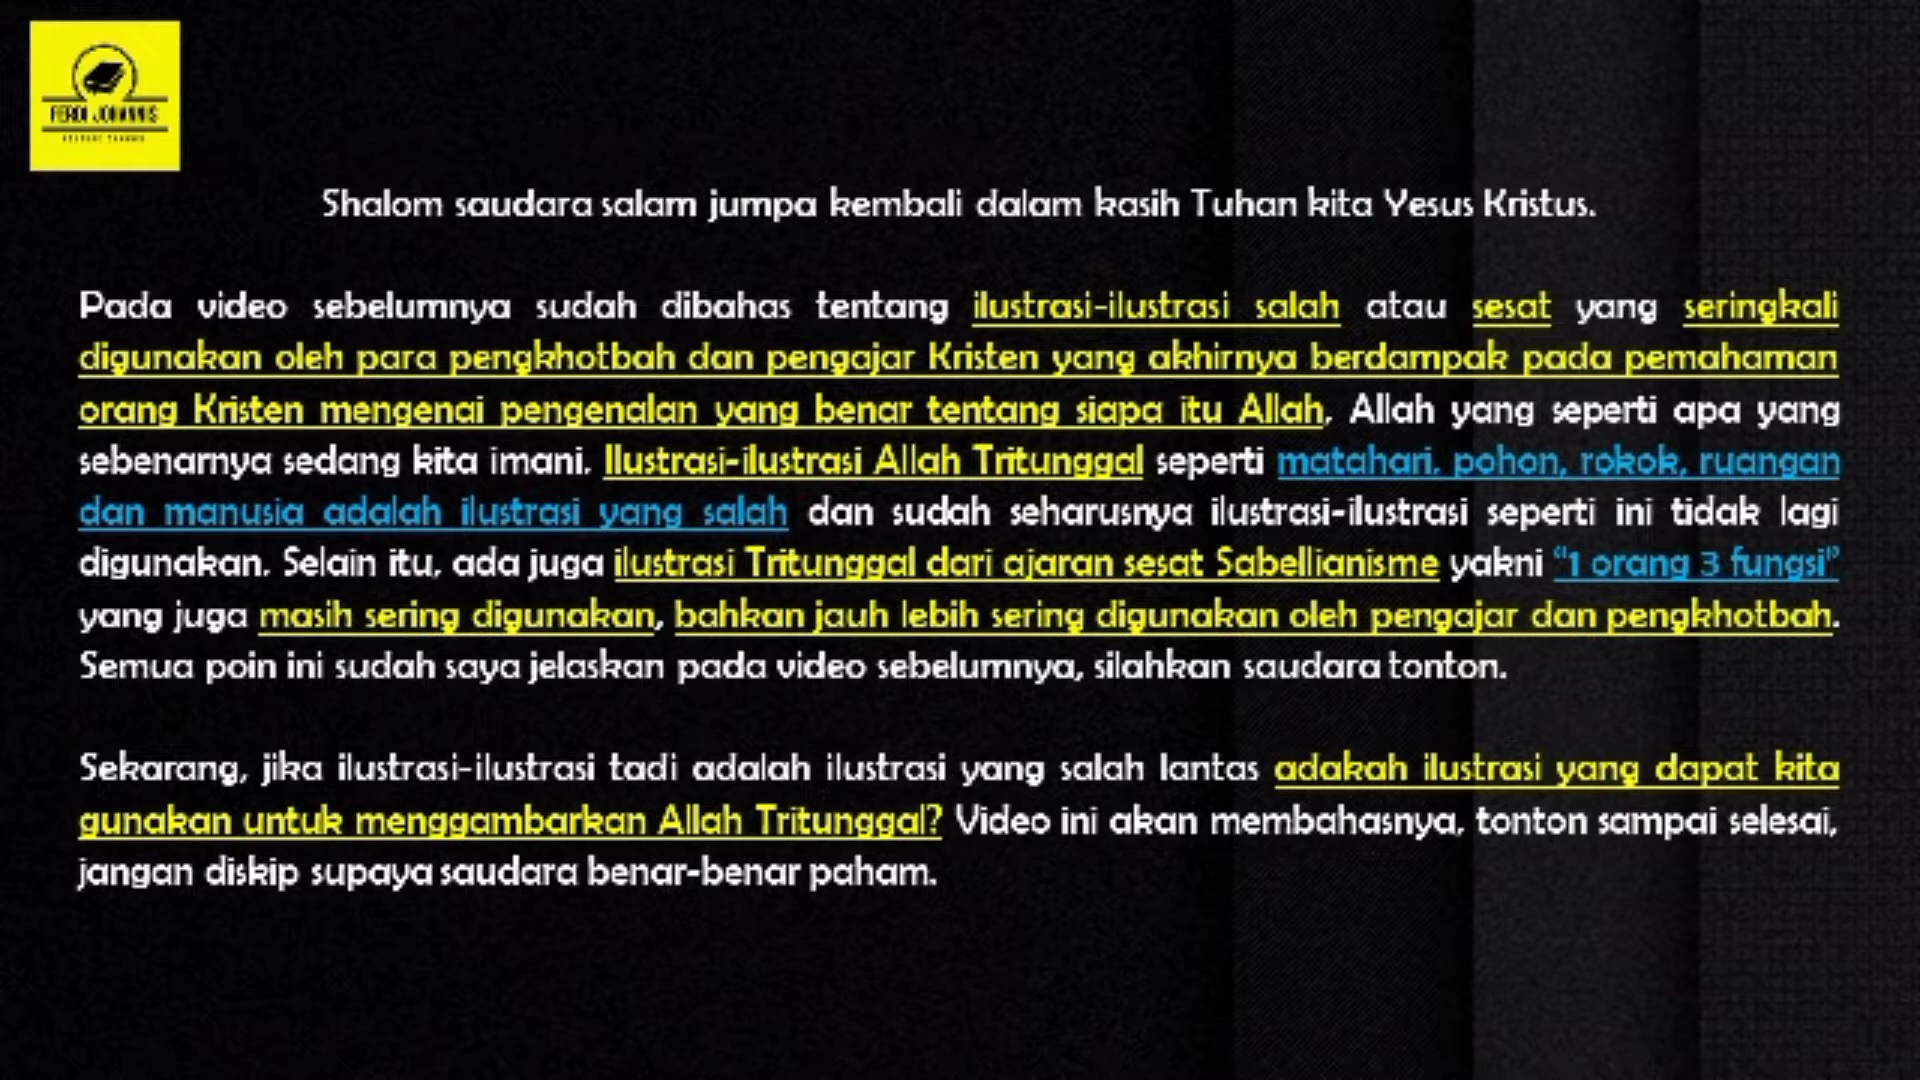 FERDI JOHANNIS
Shalom saudara salam jumpa kembali dalam kasih Tuhan kita Yesus Kristus.
Pada video sebelumnya sudah dibahas tentang ilustrasi-ilustrasi salah atau sesat yang seringkali
digunakan oleh para pengkhotbah dan pengajar Kristen yang akhirnya berdampak pada pemahaman
orang Kristen mengenai pengenalan yang benar tentang siapa itu Allah, Allah yang seperti apa yang
sebenarnya sedang kita imani. Ilustrasi-ilustrasi Allah Tritunggal seperti matahari, pohon, rokok, ruangan
dan manusia adalah ilustrasi yang salah dan sudah seharusnya ilustrasi-ilustrasi seperti ini tidak lagi
digunakan. Selain itu, ada juga ilustrasi Tritunggal dari ajaran sesat Sabellianisme yakni “1 orang 3 fungsi”
yang juga masih sering digunakan, bahkan jauh lebih sering digunakan oleh pengajar dan pengkhotbah.
Semua poin ini sudah saya jelaskan pada video sebelumnya, silahkan saudara tonton.
Sekarang, jika ilustrasi-ilustrasi tadi adalah ilustrasi yang salah lantas adakah ilustrasi yang dapat kita
gunakan untuk menggambarkan Allah Tritunggal? Video ini akan membahasnya, tonton sampai selesai,
jangan diskip supaya saudara benar-benar paham.